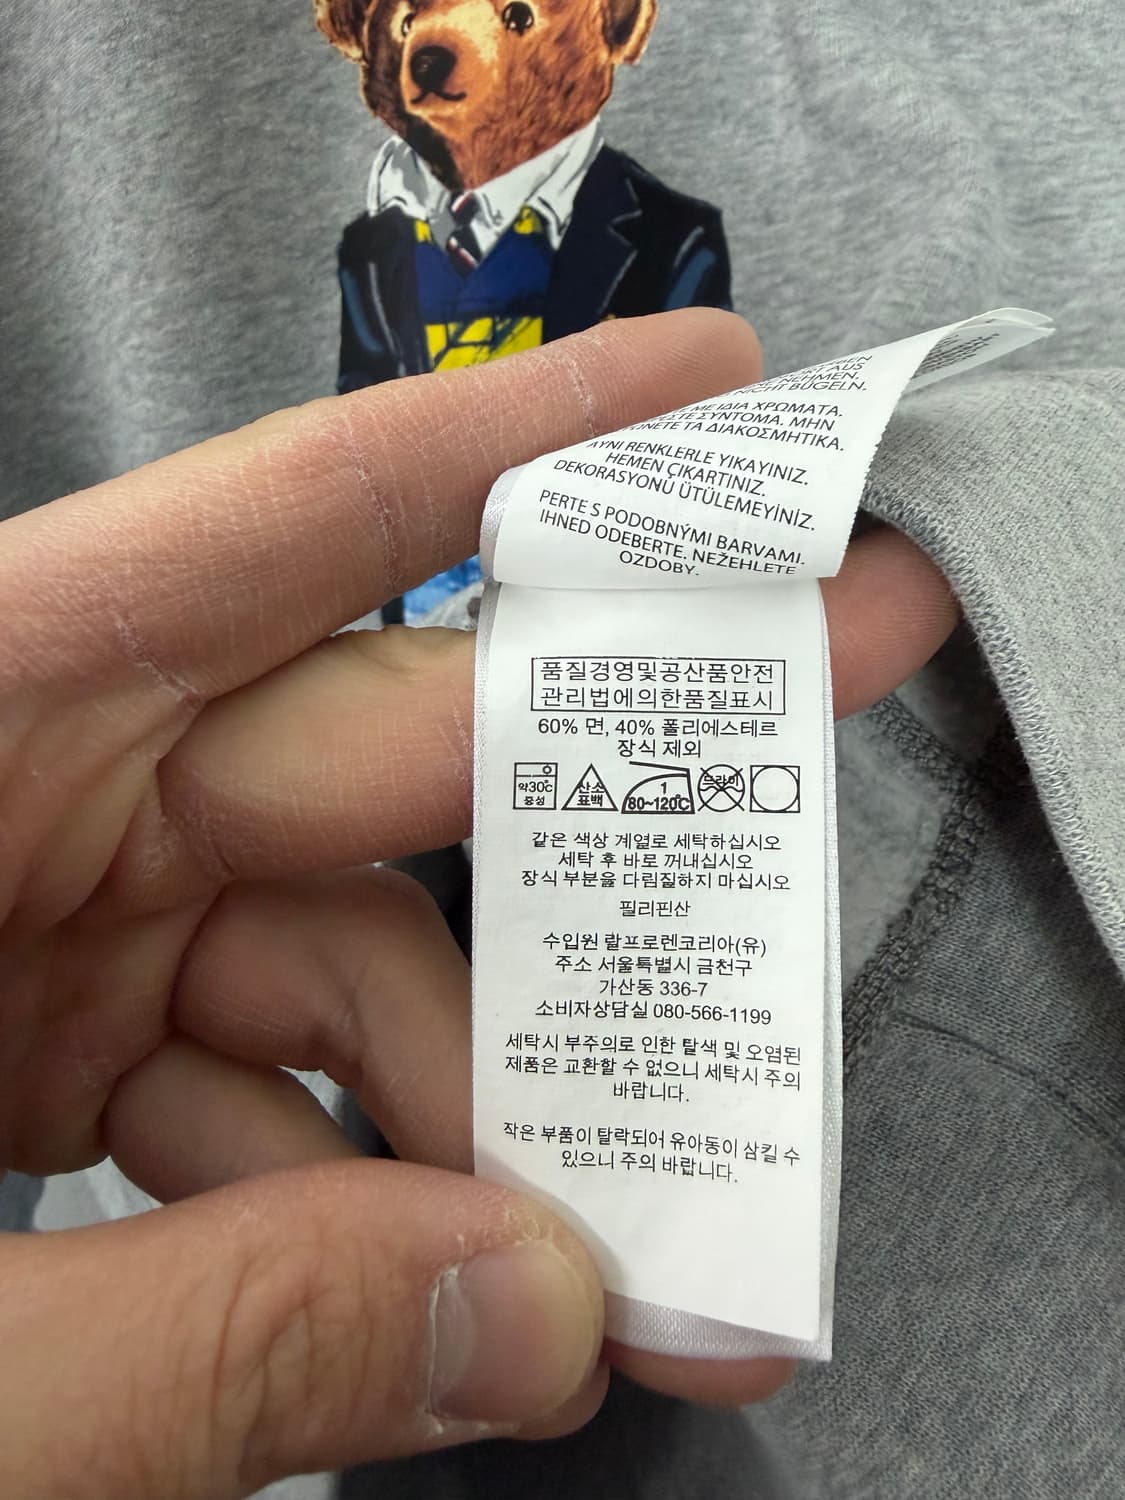 AUS
NEHMEN.
NICHT BÜGELN.
ME ΙΔΙΑ ΧΡΩΜΑΤΑ.
ΣΥΝΤΟΜΑ. ΜΗΝ
ΤΑ ΔΙΑΚΟΣΜΗΤΙΚΑ.
AYNI RENKLERLE YIKAYINIZ.
HEMEN ÇIKARTINIZ.
DEKORASYONU ÜTÜLEMEYİNİZ.
PERTE S PODOBNÝMI BARVAMI.
IHNED ODEBERTE. NEŽEHLETE
OZDOBY.
품질경영및공산품안전
관리법에의한품질표시
60% 면, 40% 폴리에스테르
장식 제외
약30℃
중성
산소
표백
1
80~120℃
드라이
같은 색상 계열로 세탁하십시오
세탁 후 바로 꺼내십시오
장식 부분을 다림질하지 마십시오
필리핀산
수입원 랄프로렌코리아(유)
주소 서울특별시 금천구
가산동 336-7
소비자상담실 080-566-1199
세탁시 부주의로 인한 탈색 및 오염된
제품은 교환할 수 없으니 세탁시 주의
바랍니다.
작은 부품이 탈락되어 유아동이 삼킬 수
있으니 주의 바랍니다.